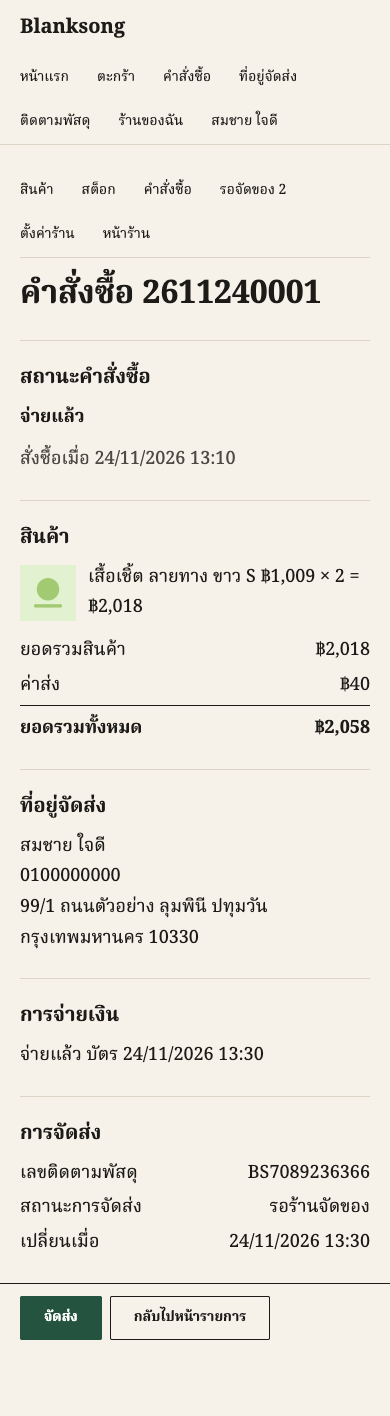 Blanksong
หน้าแรก ตะกร้า คำสั่งซื้อ ที่อยู่จัดส่ง
ติดตามพัสดุ ร้านของฉัน สมชาย ใจดี
สินค้า สต็อก คำสั่งซื้อ รอจัดของ 2
ตั้งค่าร้าน หน้าร้าน
คำสั่งซื้อ 2611240001
สถานะคำสั่งซื้อ
จ่ายแล้ว
สั่งซื้อเมื่อ 24/11/2026 13:10
สินค้า
เสื้อเชิ้ต ลายทาง ขาว S ฿1,009 × 2 =
฿2,018
ยอดรวมสินค้า ฿2,018
ค่าส่ง ฿40
ยอดรวมทั้งหมด ฿2,058
ที่อยู่จัดส่ง
สมชาย ใจดี
0100000000
99/1 ถนนตัวอย่าง ลุมพินี ปทุมวัน
กรุงเทพมหานคร 10330
การจ่ายเงิน
จ่ายแล้ว บัตร 24/11/2026 13:30
การจัดส่ง
เลขติดตามพัสดุ BS7089236366
สถานะการจัดส่ง รอร้านจัดของ
เปลี่ยนเมื่อ 24/11/2026 13:30
จัดส่ง กลับไปหน้ารายการ